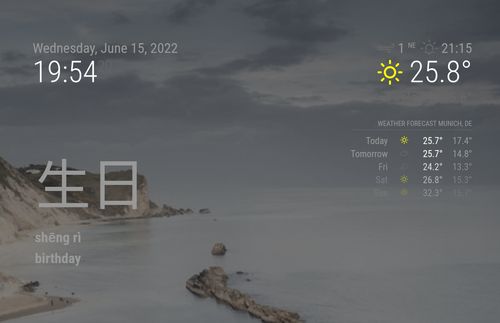 Wednesday, June 15, 2022
19:54
1 NE 21:15
25.8°
WEATHER FORECAST MUNICH, DE
Today 25.7° 17.4°
Tomorrow 25.7° 14.8°
Fri 24.2° 13.3°
Sat 26.8° 15.3°
Sun 32.3° 15.7°
生日
shēng rì
birthday